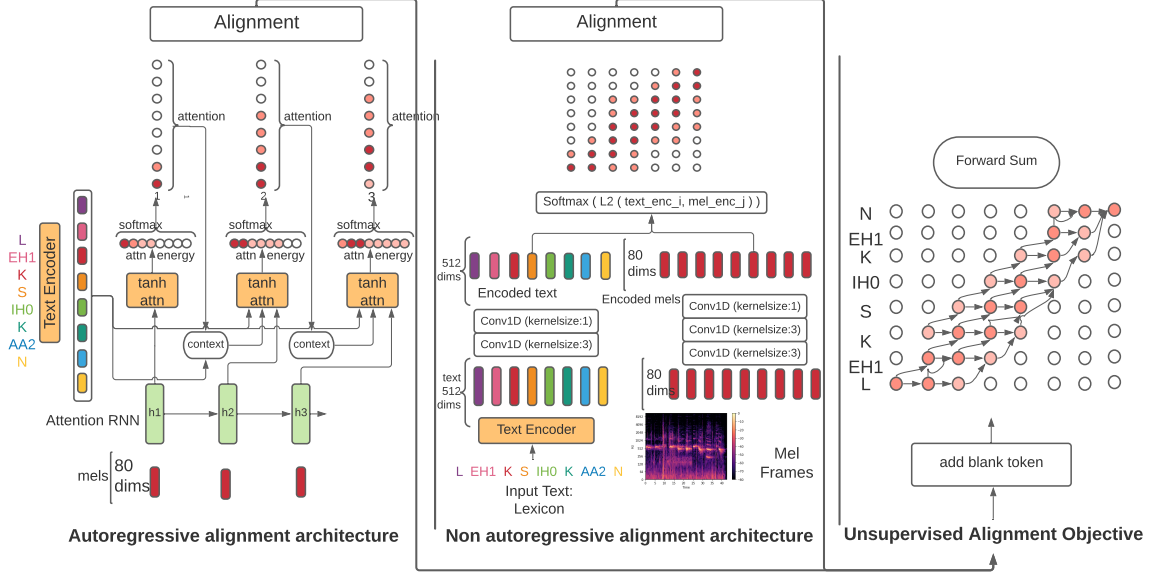 Alignment
attention
attention
attention
1
2
3
softmax
softmax
softmax
attn energy
attn energy
attn energy
tanh
attn
tanh
attn
tanh
attn
L
EH1
K
S
IH0
K
AA2
N
Text Encoder
context
context
Attention RNN
h1
h2
h3
mels
80
dims
Autoregressive alignment architecture
Alignment
Softmax ( L2 ( text_enc_i, mel_enc_j ) )
512
dims
Encoded text
80
dims
Encoded mels
Conv1D (kernelsize:1)
Conv1D (kernelsize:3)
Conv1D (kernelsize:1)
Conv1D (kernelsize:3)
Conv1D (kernelsize:3)
text
512
dims
80
dims
Text Encoder
L EH1 K S IH0 K AA2 N
Input Text:
Lexicon
Mel
Frames
Non autoregressive alignment architecture
Forward Sum
N
EH1
K
IH0
S
K
EH1
L
add blank token
Unsupervised Alignment Objective